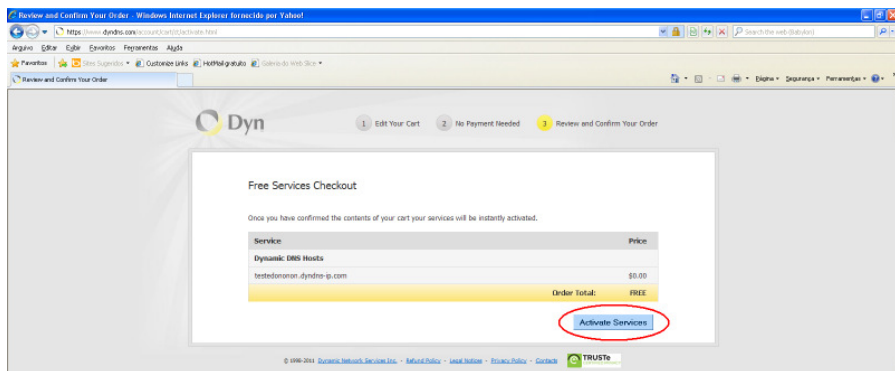 Review and Confirm Your Order - Windows Internet Explorer fornecido por Yahoo!
https://www.dyndns.com/account/cart/it/activate.html
Search the web (Babylon)
Arquivo Editar Exibir Favoritos Ferramentas Ajuda
Favoritos Sites Sugeridos Customize Links HotMail gratuito Galeria do Web Slice
Review and Confirm Your Order
Página Segurança Ferramentas
Dyn
1 Edit Your Cart 2 No Payment Needed 3 Review and Confirm Your Order
Free Services Checkout
Once you have confirmed the contents of your cart your services will be instantly activated.
Service Price
Dynamic DNS Hosts
testedononon.dyndns-ip.com $0.00
Order Total: FREE
Activate Services
© 1998-2011 Dynamic Network Services Inc. - Refund Policy - Legal Notices - Privacy Policy - Contacts TRUSTe